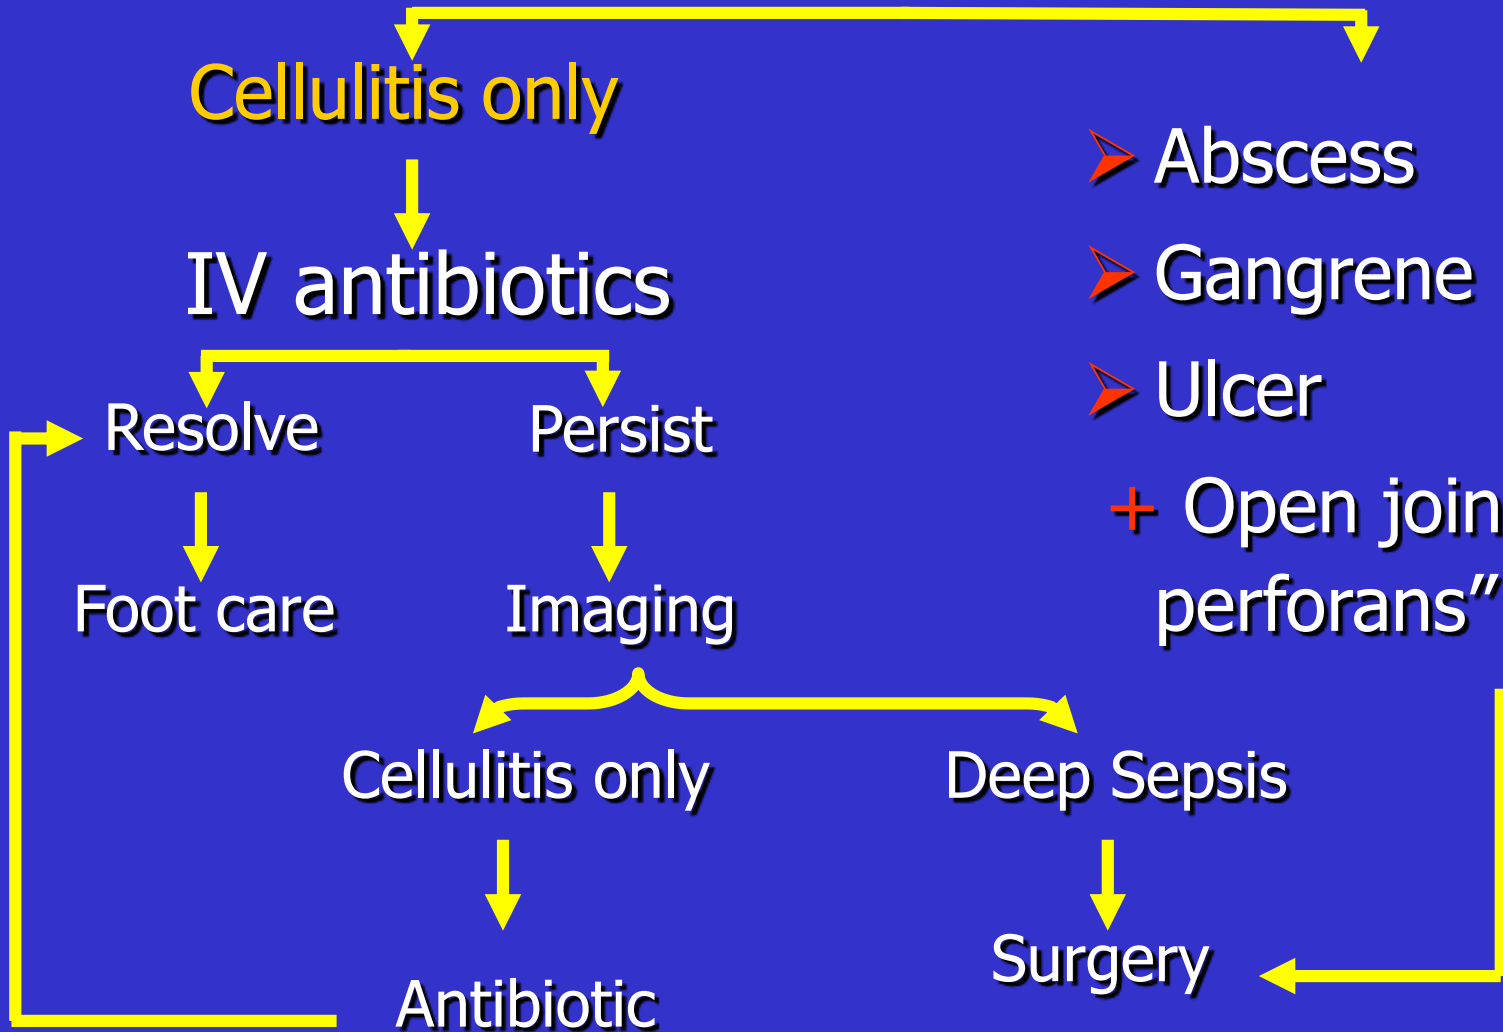 Cellulitis only
Abscess
IV antibiotics
Gangrene
Resolve
Persist
Ulcer
+ Open join
perforans”
Foot care
Imaging
Cellulitis only
Deep Sepsis
Surgery
Antibiotic